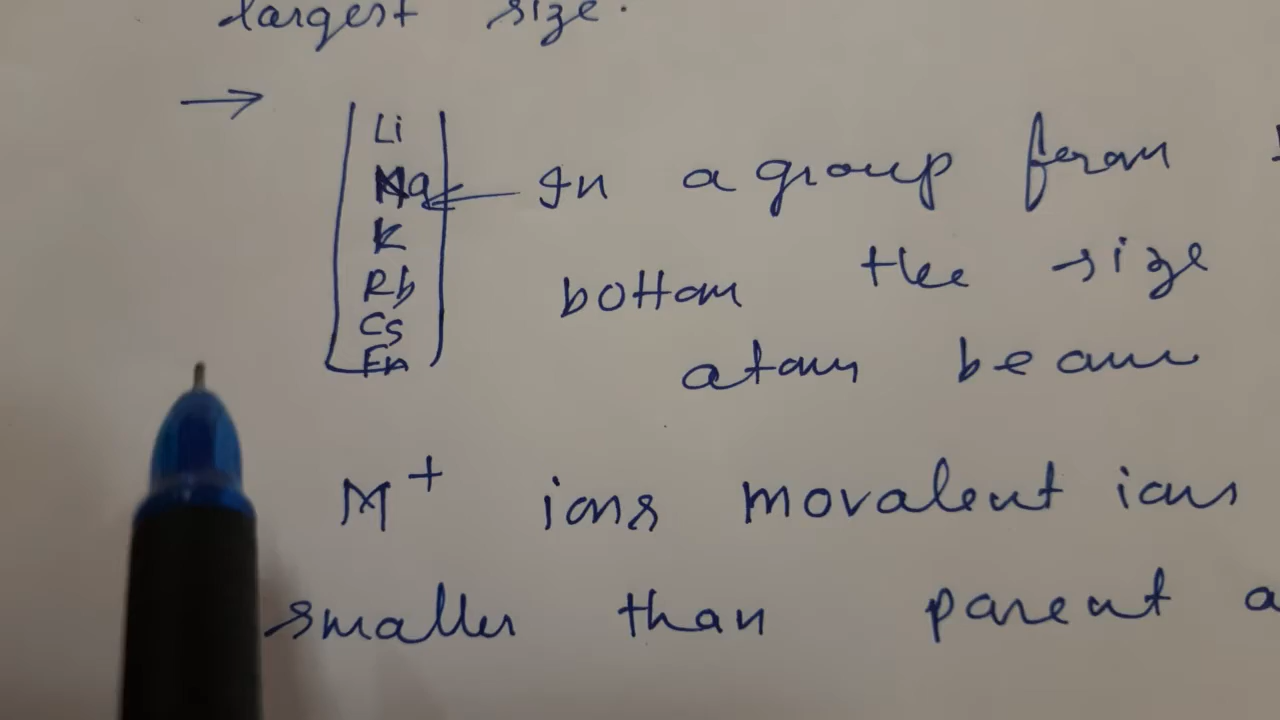 largest size.
→ Li
Na In a group from
K
Rb bottom the size
Cs
Fr atom
M+ ions movalent ions
smaller than parent a